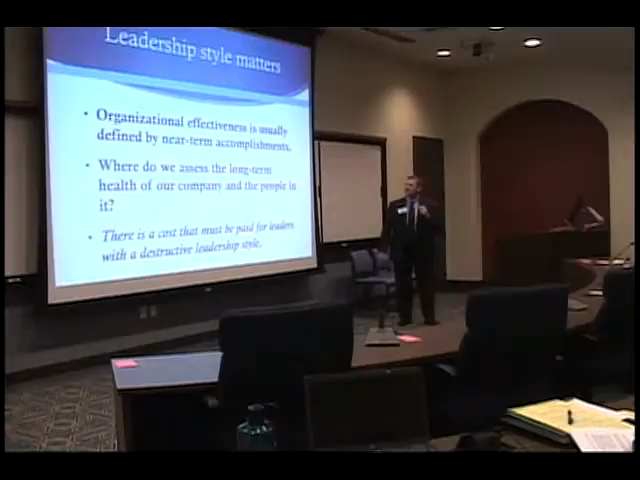 Leadership style matters
• Organizational effectiveness is usually
defined by near-term accomplishments.
• Where do we assess the long-term
health of our company and the people in
it?
• There is a cost that must be paid for leaders
with a destructive leadership style.